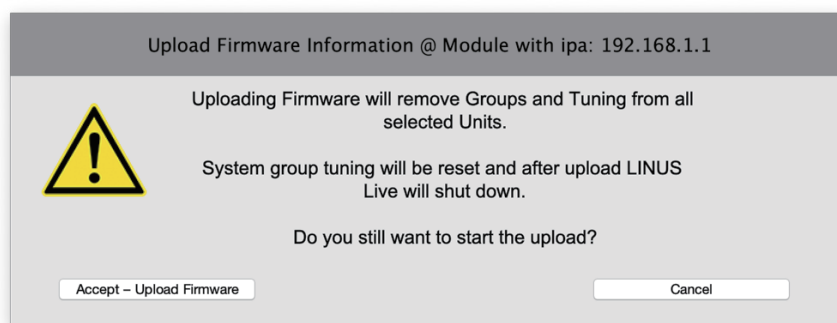 Upload Firmware Information @ Module with ipa: 192.168.1.1
Uploading Firmware will remove Groups and Tuning from all
selected Units.
System group tuning will be reset and after upload LINUS
Live will shut down.
Do you still want to start the upload?
Accept – Upload Firmware
Cancel